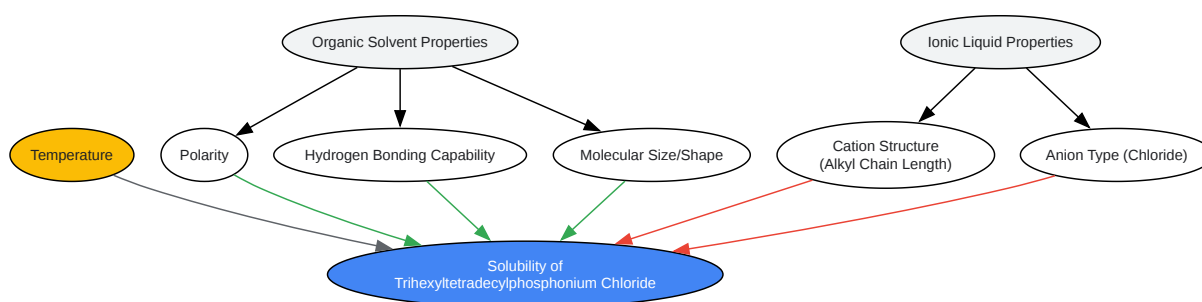 Organic Solvent Properties
Ionic Liquid Properties
Temperature
Polarity
Hydrogen Bonding Capability
Molecular Size/Shape
Cation Structure
(Alkyl Chain Length)
Anion Type (Chloride)
Solubility of
Trihexyltetradecylphosphonium Chloride